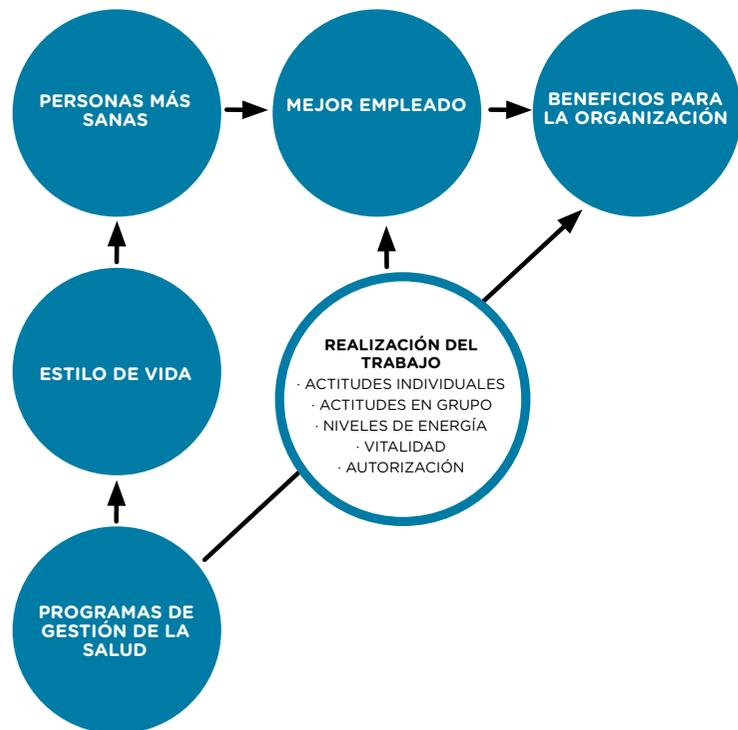 PERSONAS MÁS
SANAS
MEJOR EMPLEADO
BENEFICIOS PARA
LA ORGANIZACIÓN
ESTILO DE VIDA
REALIZACIÓN DEL
TRABAJO
· ACTITUDES INDIVIDUALES
· ACTITUDES EN GRUPO
· NIVELES DE ENERGÍA
· VITALIDAD
· AUTORIZACIÓN
PROGRAMAS DE
GESTIÓN DE LA
SALUD